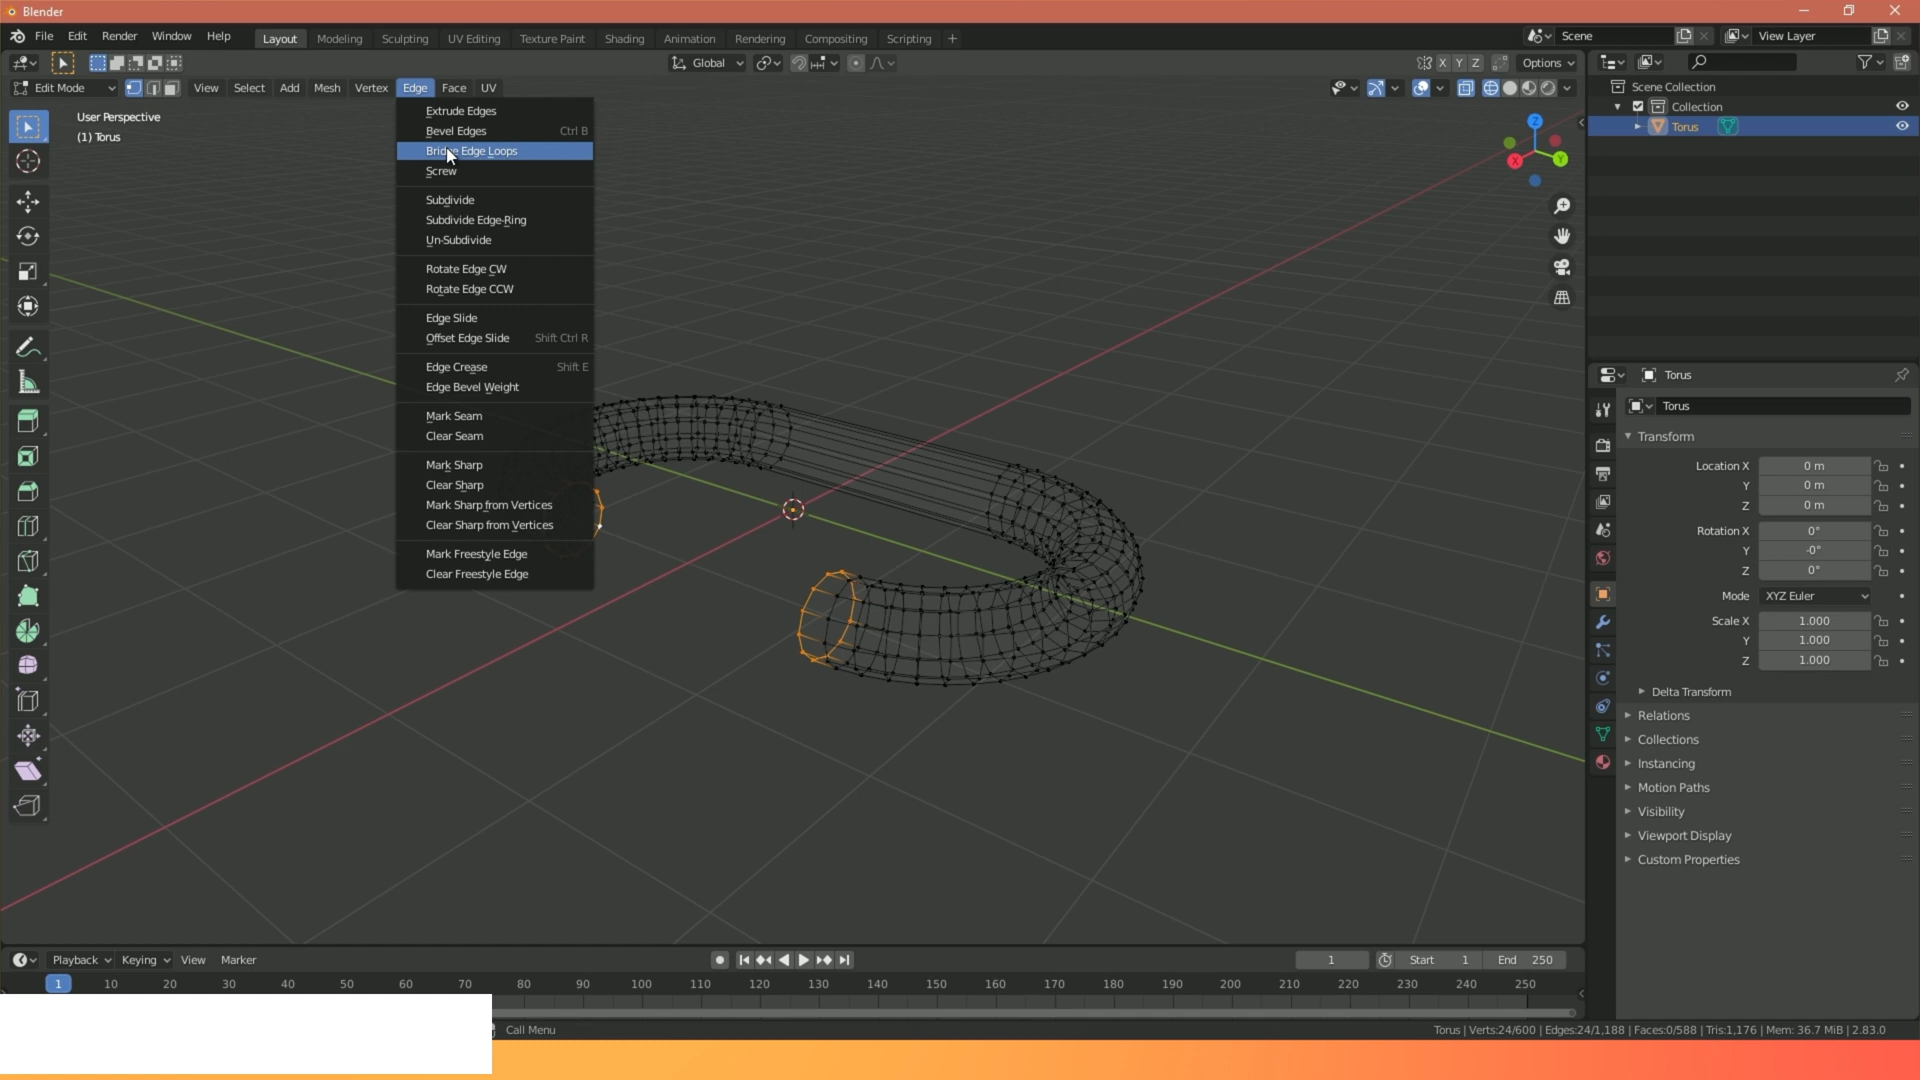 Blender
File Edit Render Window Help Layout Modeling Sculpting UV Editing Texture Paint Shading Animation Rendering Compositing Scripting + Scene View Layer
Global X Y Z Options
Edit Mode View Select Add Mesh Vertex Edge Face UV
User Perspective
(1) Torus
Extrude Edges
Bevel Edges Ctrl B
Bridge Edge Loops
Screw
Subdivide
Subdivide Edge-Ring
Un-Subdivide
Rotate Edge CW
Rotate Edge CCW
Edge Slide
Offset Edge Slide Shift Ctrl R
Edge Crease Shift E
Edge Bevel Weight
Mark Seam
Clear Seam
Mark Sharp
Clear Sharp
Mark Sharp from Vertices
Clear Sharp from Vertices
Mark Freestyle Edge
Clear Freestyle Edge
Z
X Y
Scene Collection
Collection
Torus
Torus
Torus
Transform
Location X 0 m
Y 0 m
Z 0 m
Rotation X 0°
Y -0°
Z 0°
Mode XYZ Euler
Scale X 1.000
Y 1.000
Z 1.000
Delta Transform
Relations
Collections
Instancing
Motion Paths
Visibility
Viewport Display
Custom Properties
Playback Keying View Marker 1 Start 1 End 250
1 10 20 30 40 50 60 70 80 90 100 110 120 130 140 150 160 170 180 190 200 210 220 230 240 250
Call Menu
Torus | Verts:24/600 | Edges:24/1,188 | Faces:0/588 | Tris:1,176 | Mem: 36.7 MiB | 2.83.0